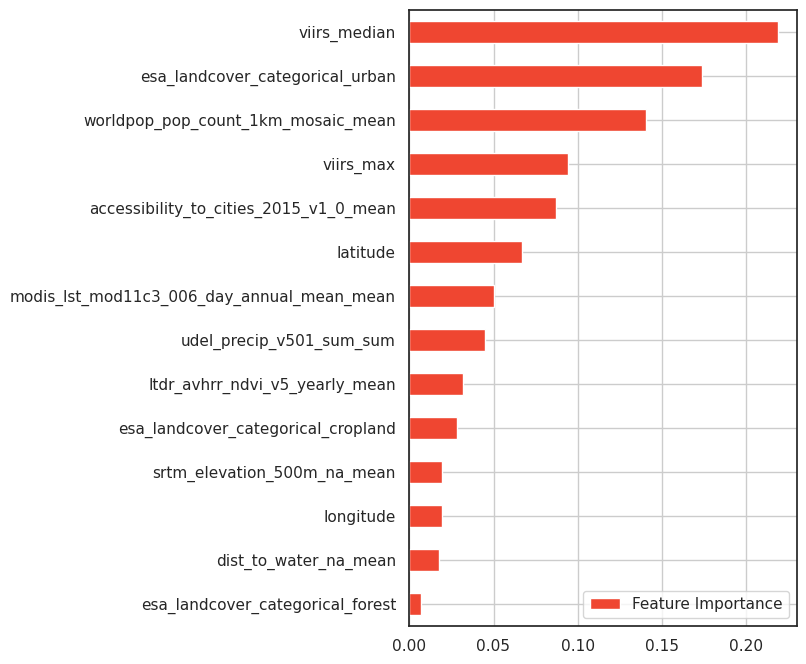 viirs_median
esa_landcover_categorical_urban
worldpop_pop_count_1km_mosaic_mean
viirs_max
accessibility_to_cities_2015_v1_0_mean
latitude
modis_lst_mod11c3_006_day_annual_mean_mean
udel_precip_v501_sum_sum
ltdr_avhrr_ndvi_v5_yearly_mean
esa_landcover_categorical_cropland
srtm_elevation_500m_na_mean
longitude
dist_to_water_na_mean
esa_landcover_categorical_forest
Feature Importance
0.00 0.05 0.10 0.15 0.20